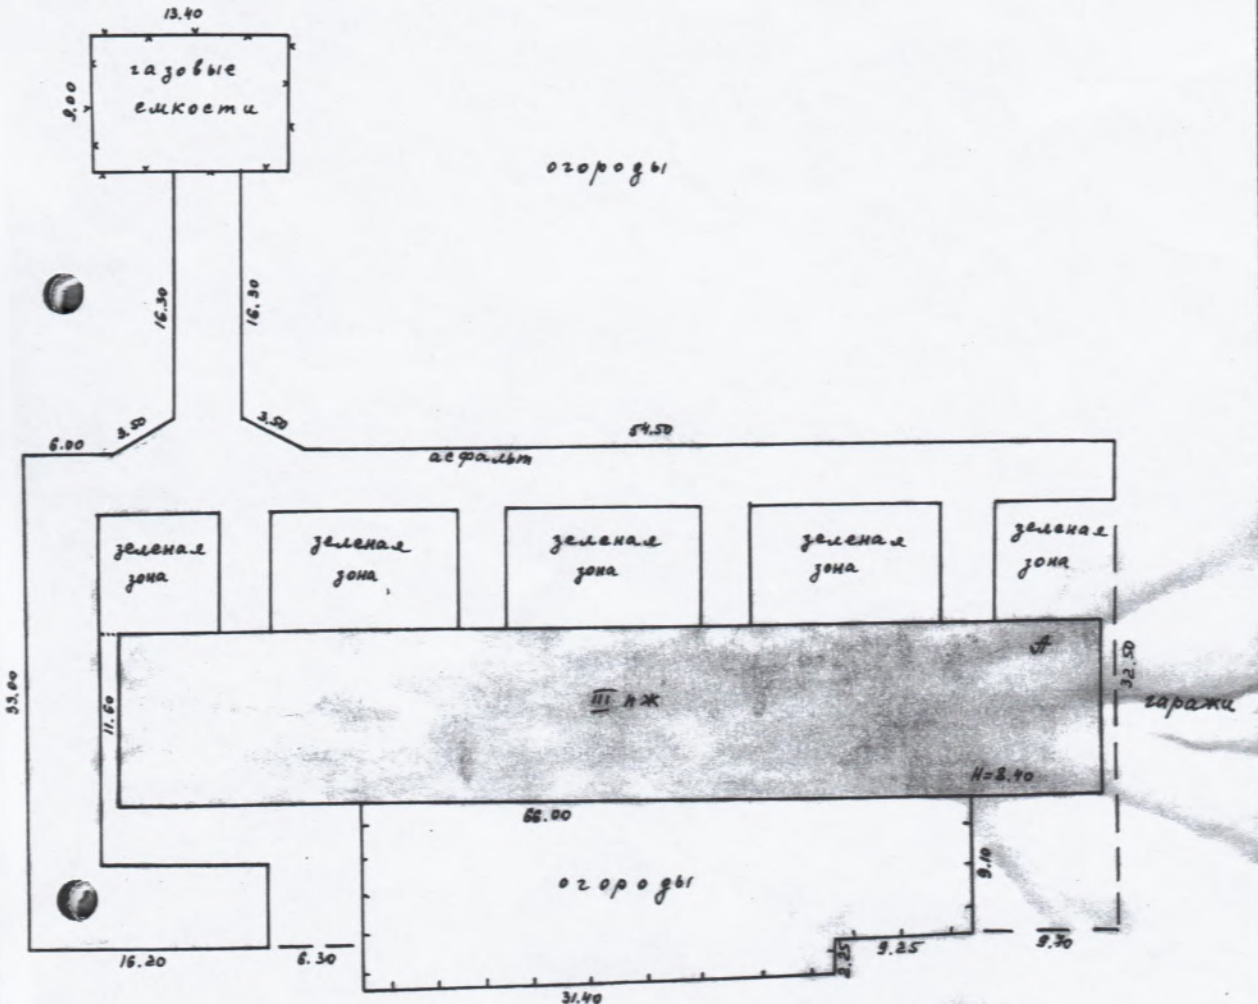 13.40
газовые
емкости
9.00
огороды
16.30
16.30
3.50
3.50
6.00
54.50
асфальт
зеленая
зона
зеленая
зона
зеленая
зона
зеленая
зона
зеленая
зона
А
32.50
33.00
11.60
III пж
гаражи
Н=8.40
66.00
9.10
огороды
16.20
6.30
2.25
9.25
9.70
31.40